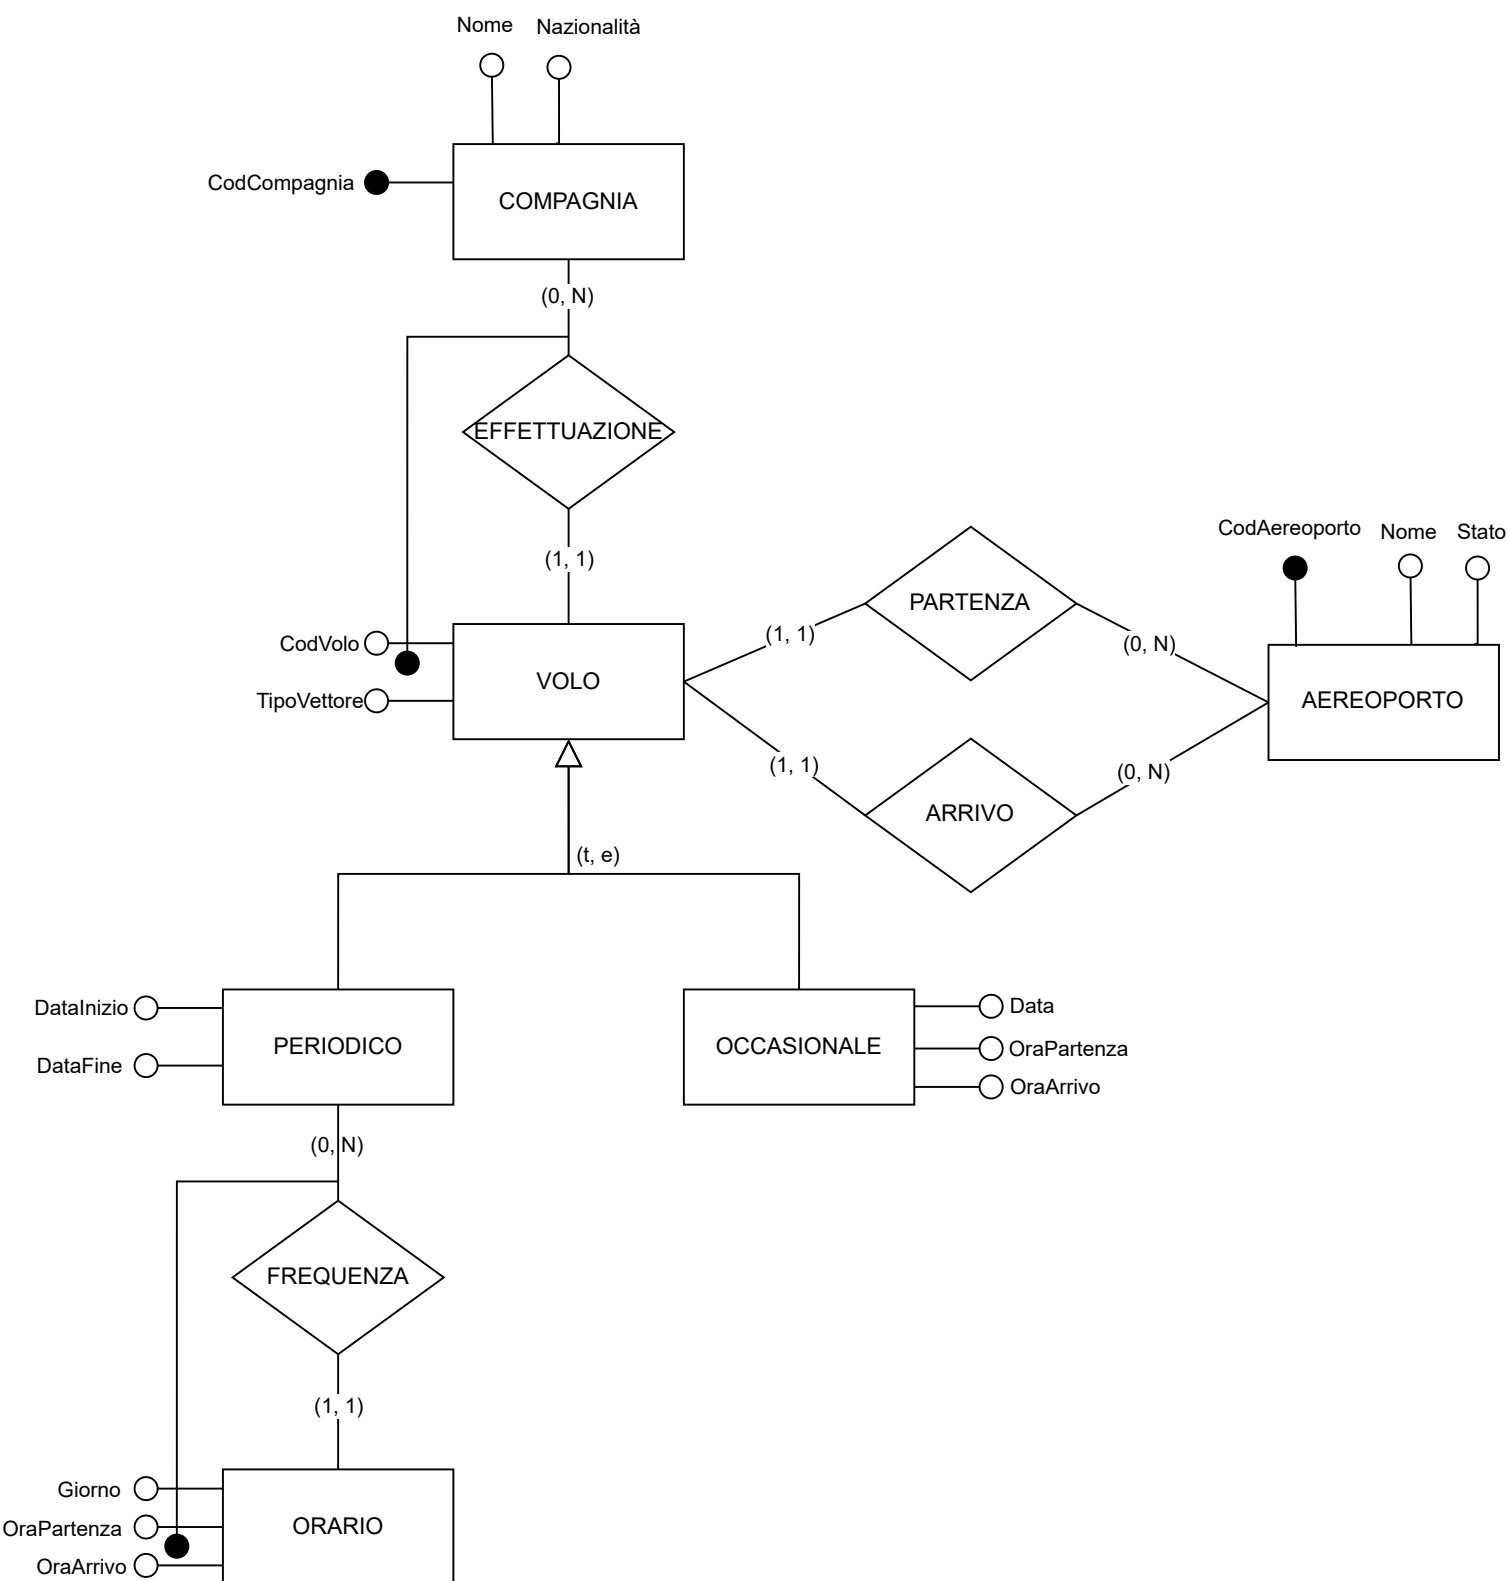 Nome
Nazionalità
CodCompagnia
COMPAGNIA
(0, N)
EFFETTUAZIONE
(1, 1)
CodVolo
TipoVettore
VOLO
PARTENZA
(1, 1)
(0, N)
CodAereoporto
Nome
Stato
AEREOPORTO
(1, 1)
(0, N)
ARRIVO
(t, e)
DataInizio
DataFine
PERIODICO
OCCASIONALE
Data
OraPartenza
OraArrivo
(0, N)
FREQUENZA
(1, 1)
Giorno
OraPartenza
OraArrivo
ORARIO